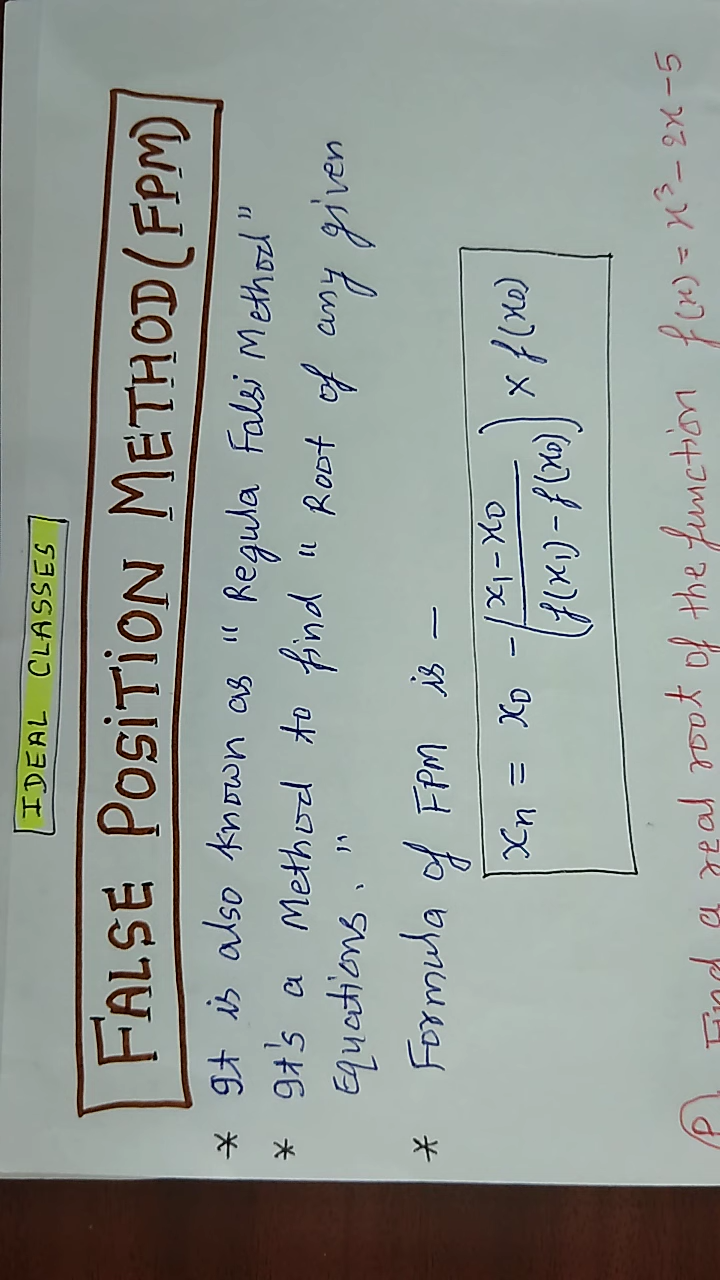 IDEAL CLASSES
FALSE POSITION METHOD (FPM)
* It is also known as "Regula Falsi Method"
* It's a Method to find "Root of any given
Equations."
* Formula of FPM is -
xn = x0 - (x1-x0 / f(x1)-f(x0)) × f(x0)
P Find a real root of the function f(x) = x³-2x-5